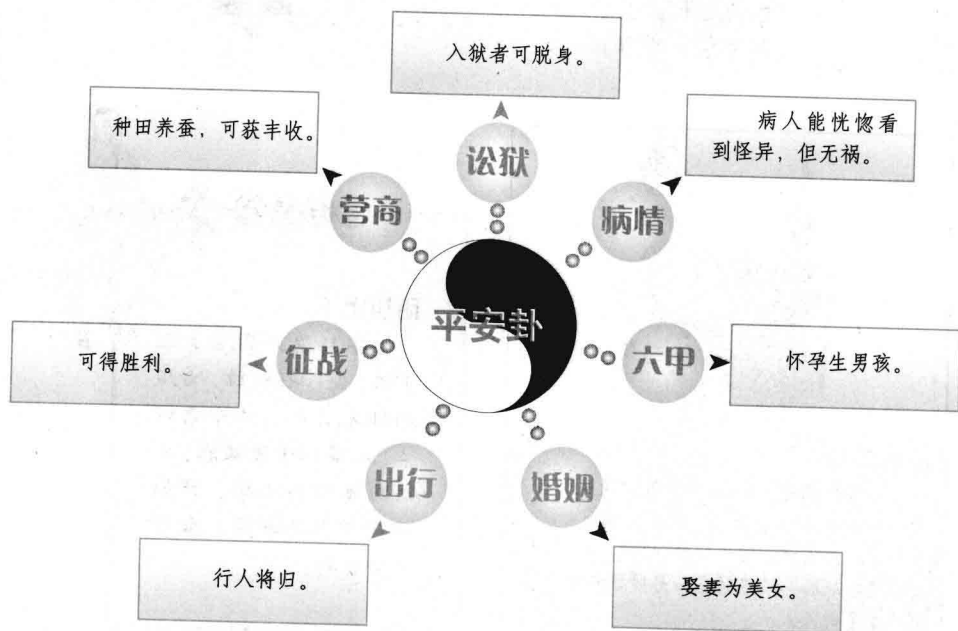 入狱者可脱身。
讼狱
种田养蚕，可获丰收。
营商
病人能恍惚看
到怪异，但无祸。
病情
平安卦
可得胜利。
征战
六甲
怀孕生男孩。
出行
行人将归。
婚姻
娶妻为美女。